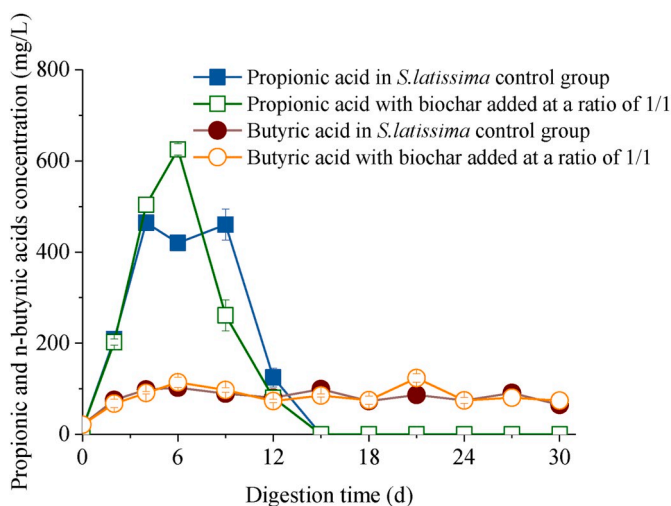 Propionic and n-butynic acids concentration (mg/L)
800
600
400
200
0
Propionic acid in S.latissima control group
Propionic acid with biochar added at a ratio of 1/1
Butyric acid in S.latissima control group
Butyric acid with biochar added at a ratio of 1/1
0 6 12 18 24 30
Digestion time (d)